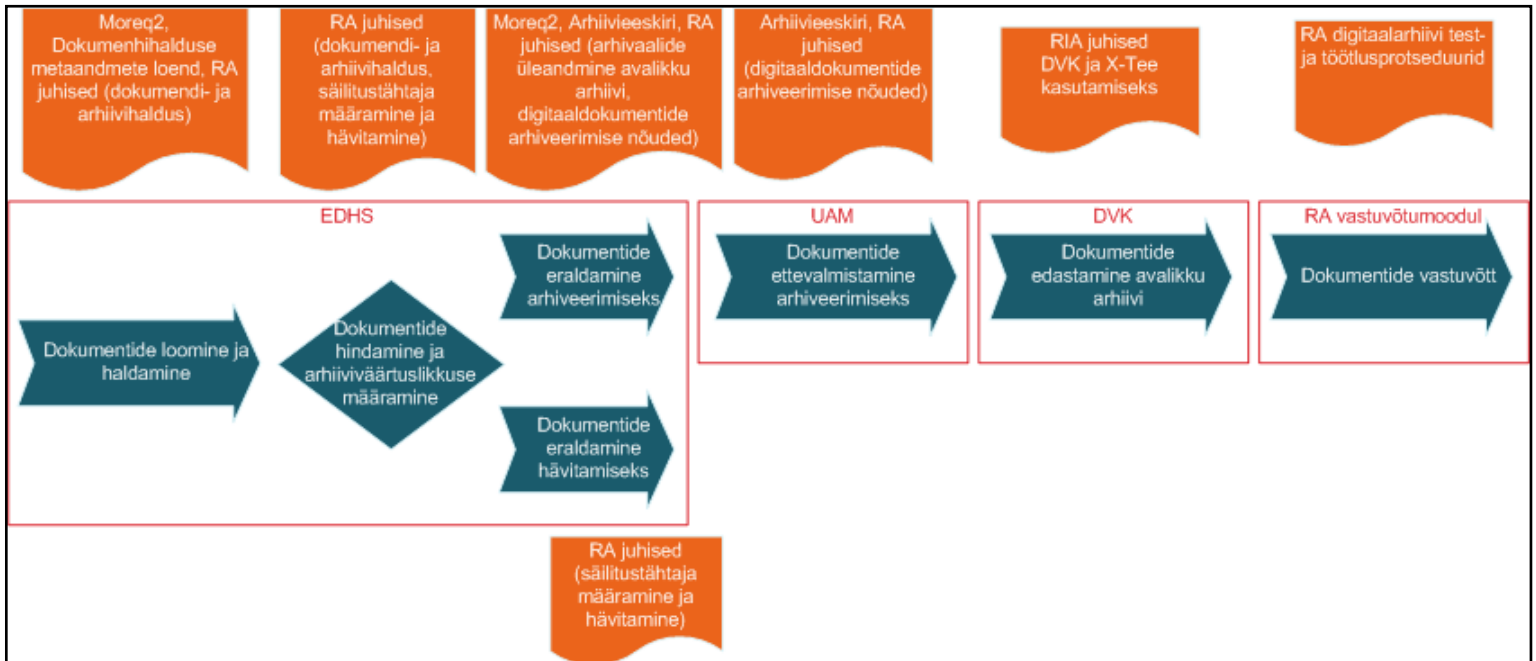 Moreq2,
Dokumenhihalduse
metaandmete loend, RA
juhised (dokumendi- ja
arhiivihaldus)
RA juhised
(dokumendi- ja
arhiivihaldus,
säilitustähtaja
määramine ja
hävitamine)
Moreq2, Arhiivieeskiri, RA
juhised (arhivaalide
üleandmine avalikku
arhiivi,
digitaaldokumentide
arhiveerimise nõuded)
Arhiivieeskiri, RA
juhised
(digitaaldokumentide
arhiveerimise nõuded)
RIA juhised
DVK ja X-Tee
kasutamiseks
RA digitaalarhiivi test-
ja töötlusprotseduurid
EDHS
Dokumentide loomine ja
haldamine
Dokumentide
hindamine ja
arhiiviväärtuslikkuse
määramine
Dokumentide
eraldamine
arhiveerimiseks
Dokumentide
eraldamine
hävitamiseks
UAM
Dokumentide
ettevalmistamine
arhiveerimiseks
DVK
Dokumentide
edastamine avalikku
arhiivi
RA vastuvõtumoodul
Dokumentide vastuvõtt
RA juhised
(säilitustähtaja
määramine ja
hävitamine)